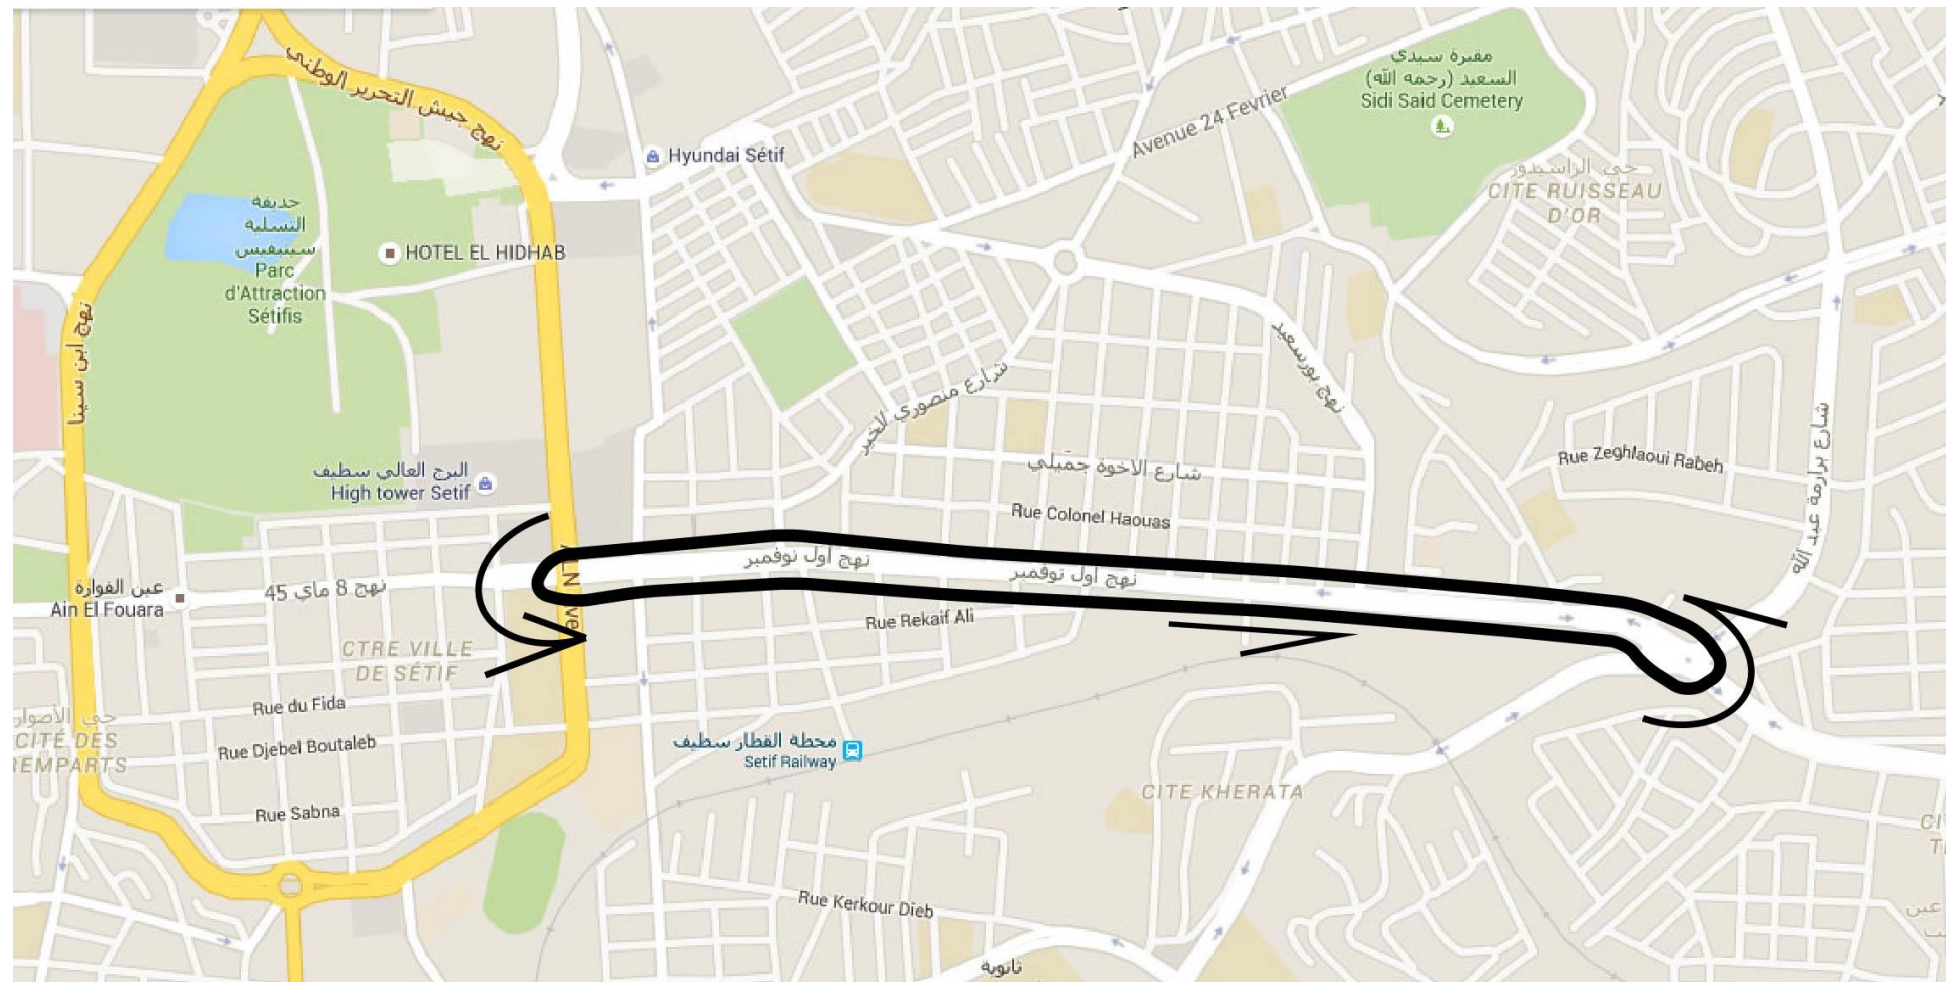 نهج جيش التحرير الوطني
مقبرة سيدي
السعيد (رحمه الله)
Sidi Said Cemetery
Avenue 24 Fevrier
Hyundai Sétif
حي الراسيدور
CITE RUISSEAU
D'OR
حديقة
التسلية
سيتيفيس
Parc
d'Attraction
Sétifis
HOTEL EL HIDHAB
نهج ابن سينا
نهج بورسعيد
شارع منصوري الخير
شارع برارمة عبد الله
Rue Zeghlaoui Rabeh
البرج العالي سطيف
High tower Setif
شارع الاخوة جميلي
Rue Colonel Haouas
نهج أول نوفمبر
نهج أول نوفمبر
عين الفوارة
Ain El Fouara
نهج 8 ماي 45
Rue Rekaif Ali
CTRE VILLE
DE SÉTIF
Rue du Fida
حي الأسوار
CITÉ DES
REMPARTS
Rue Djebel Boutaleb
محطة القطار سطيف
Setif Railway
CITE KHERATA
Rue Sabna
Rue Kerkour Dieb
عين
ثانوية